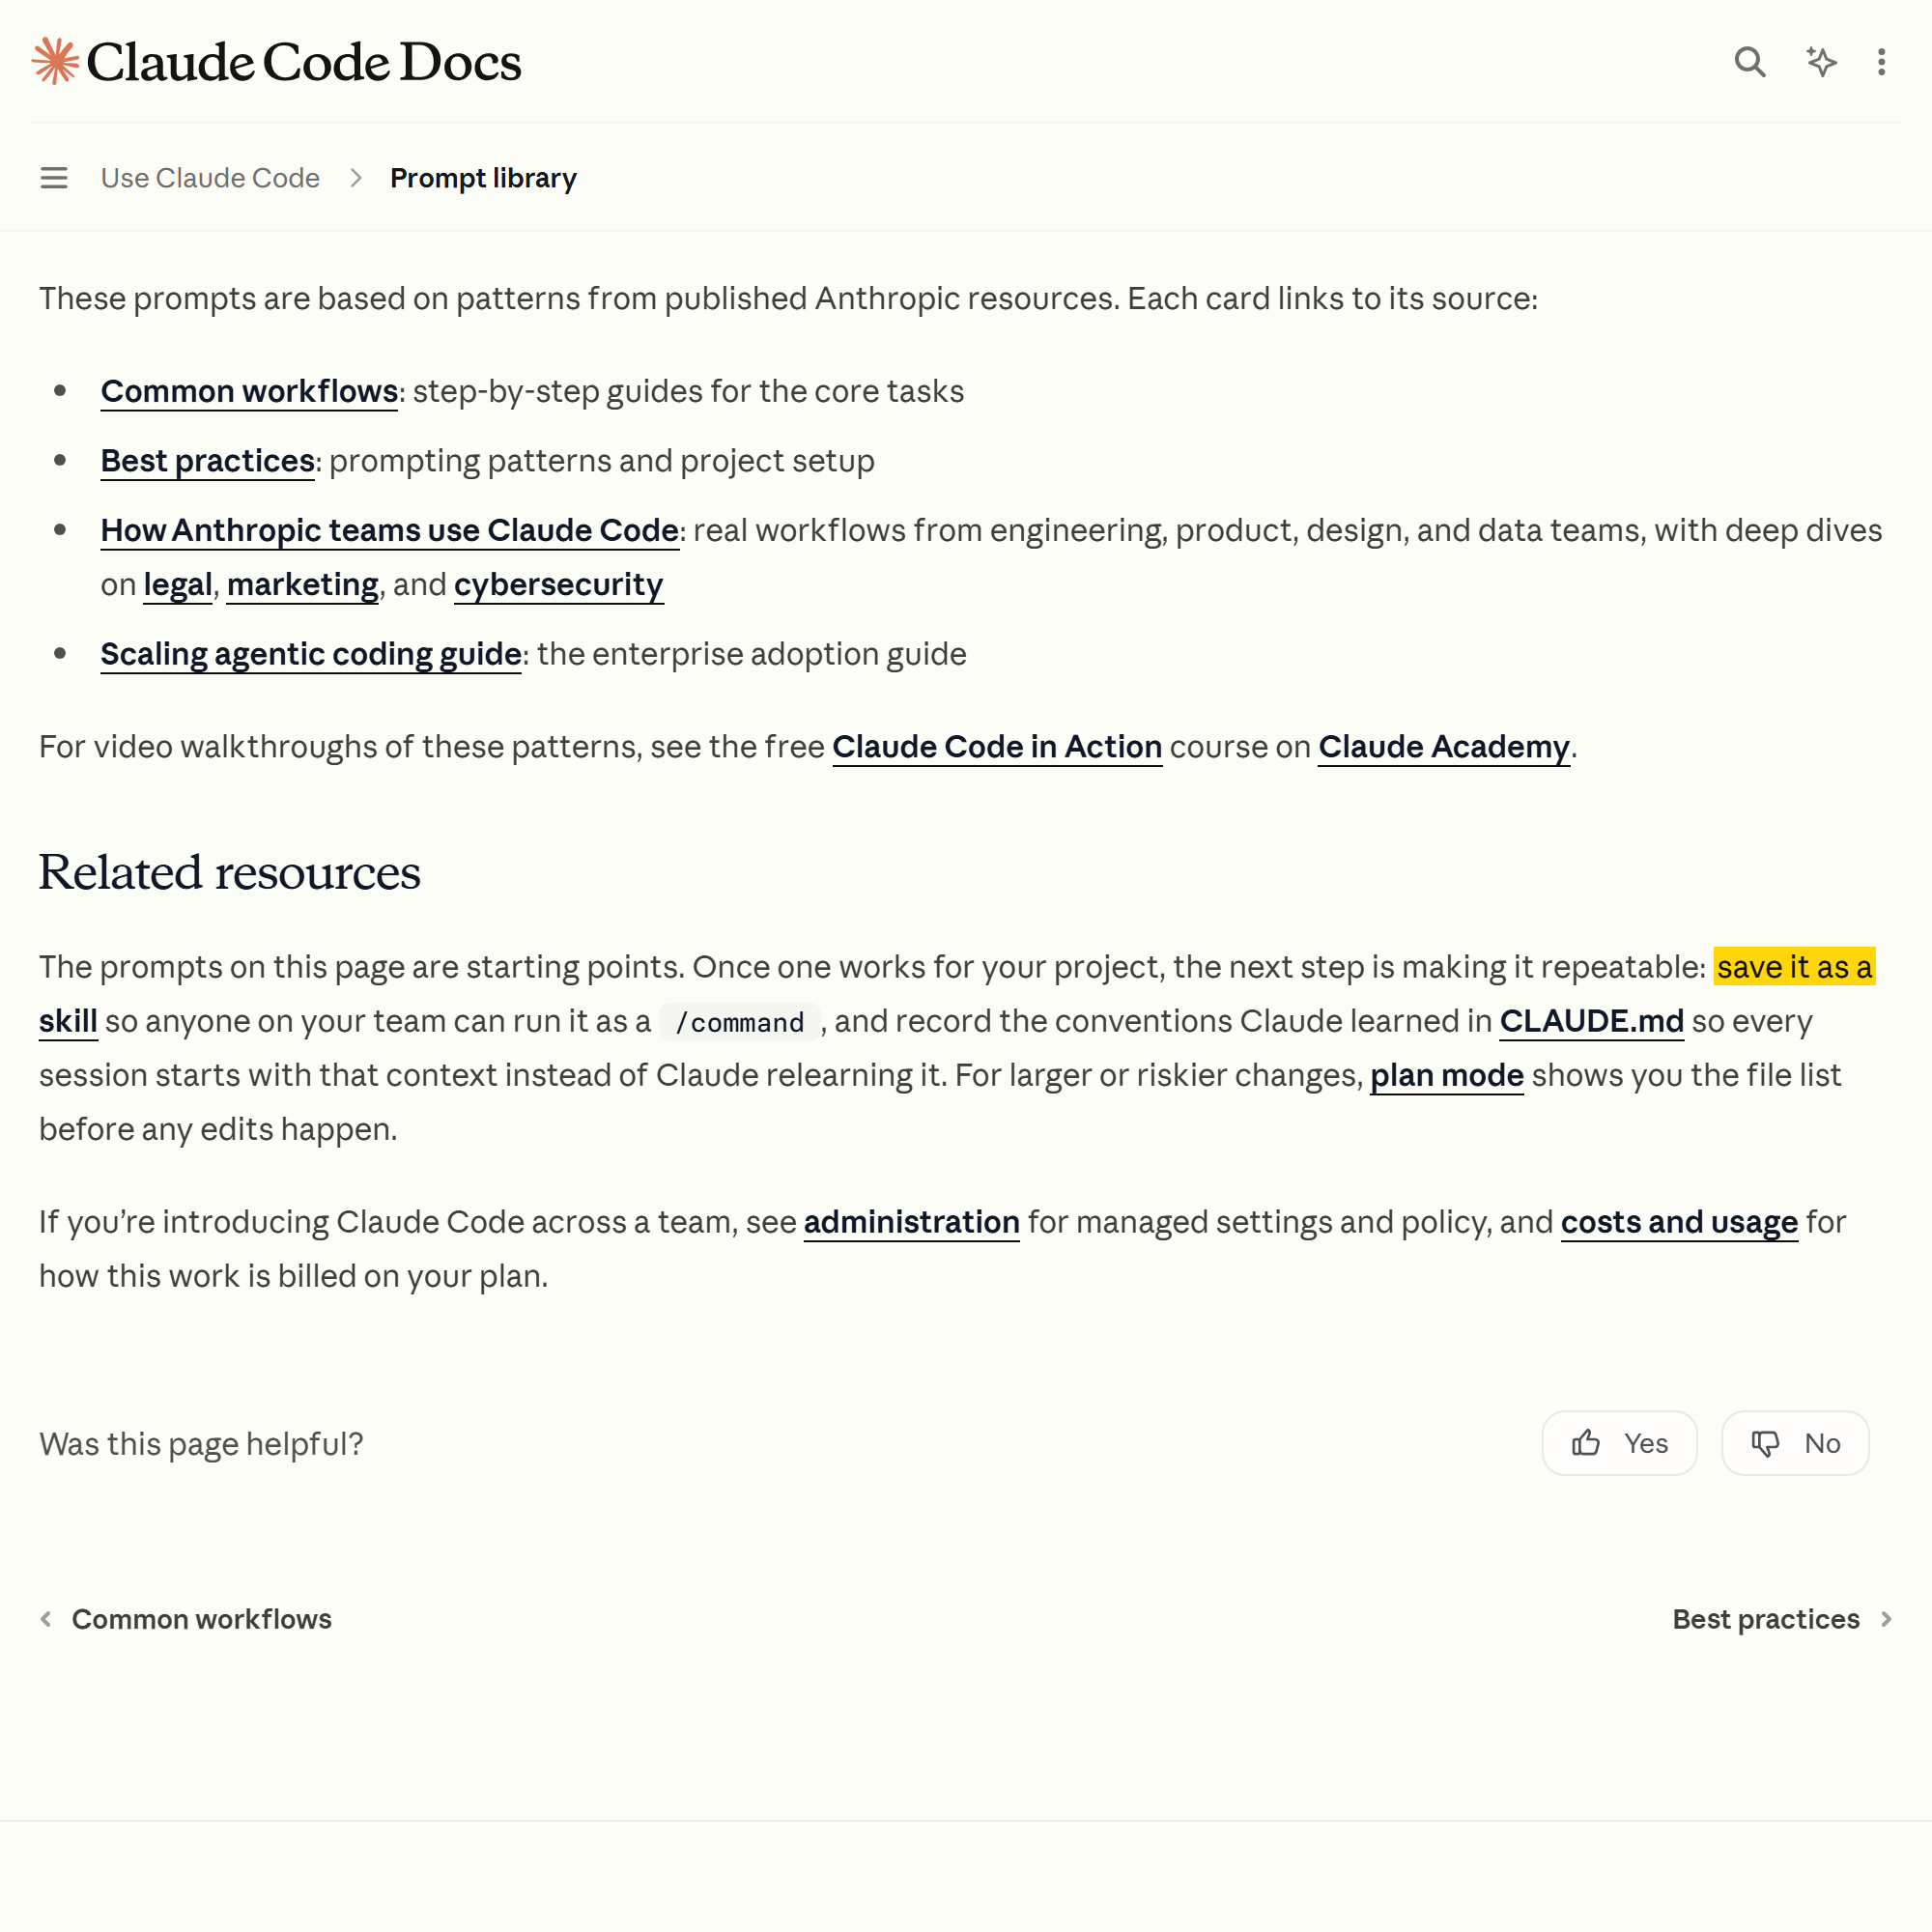 Claude Code Docs
Use Claude Code > Prompt library
These prompts are based on patterns from published Anthropic resources. Each card links to its source:
Common workflows: step-by-step guides for the core tasks
Best practices: prompting patterns and project setup
How Anthropic teams use Claude Code: real workflows from engineering, product, design, and data teams, with deep dives
on legal, marketing, and cybersecurity
Scaling agentic coding guide: the enterprise adoption guide
For video walkthroughs of these patterns, see the free Claude Code in Action course on Claude Academy.
Related resources
The prompts on this page are starting points. Once one works for your project, the next step is making it repeatable: save it as a
skill so anyone on your team can run it as a /command, and record the conventions Claude learned in CLAUDE.md so every
session starts with that context instead of Claude relearning it. For larger or riskier changes, plan mode shows you the file list
before any edits happen.
If you’re introducing Claude Code across a team, see administration for managed settings and policy, and costs and usage for
how this work is billed on your plan.
Was this page helpful?
Yes
No
Common workflows
Best practices